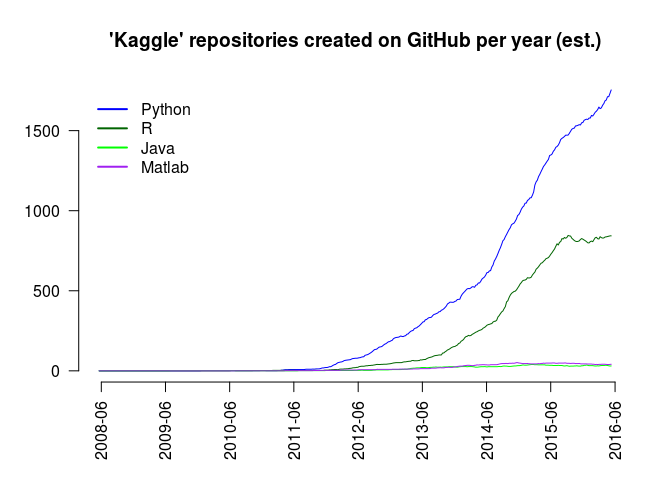 'Kaggle' repositories created on GitHub per year (est.)
Python
R
Java
Matlab
1500
1000
500
0
2008-06
2009-06
2010-06
2011-06
2012-06
2013-06
2014-06
2015-06
2016-06